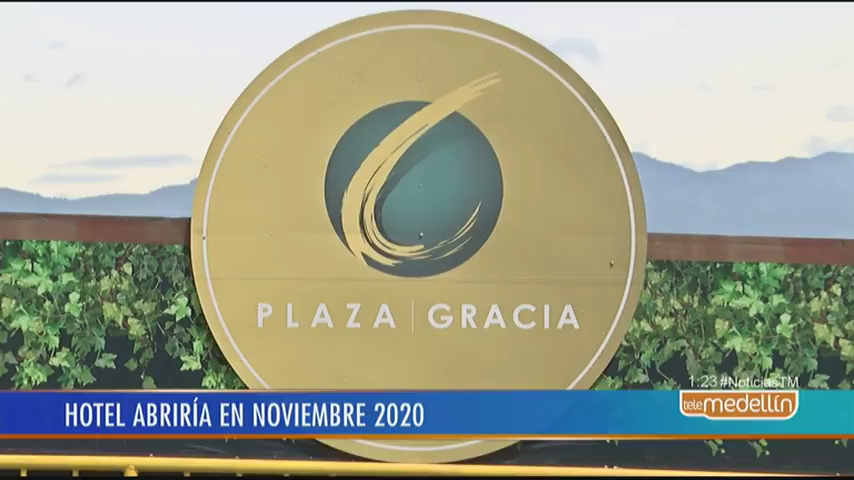 PLAZA | GRACIA
1:23 #NoticiasTM
telemedellín
HOTEL ABRIRÍA EN NOVIEMBRE 2020